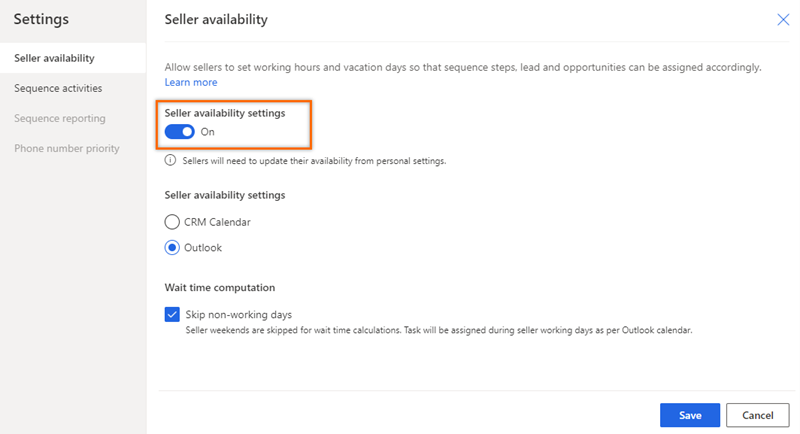 Settings
Seller availability
Sequence activities
Sequence reporting
Phone number priority
Seller availability
Allow sellers to set working hours and vacation days so that sequence steps, lead and opportunities can be assigned accordingly.
Learn more
Seller availability settings
On
Sellers will need to update their availability from personal settings.
Seller availability settings
CRM Calendar
Outlook
Wait time computation
Skip non-working days
Seller weekends are skipped for wait time calculations. Task will be assigned during seller working days as per Outlook calendar.
Save
Cancel